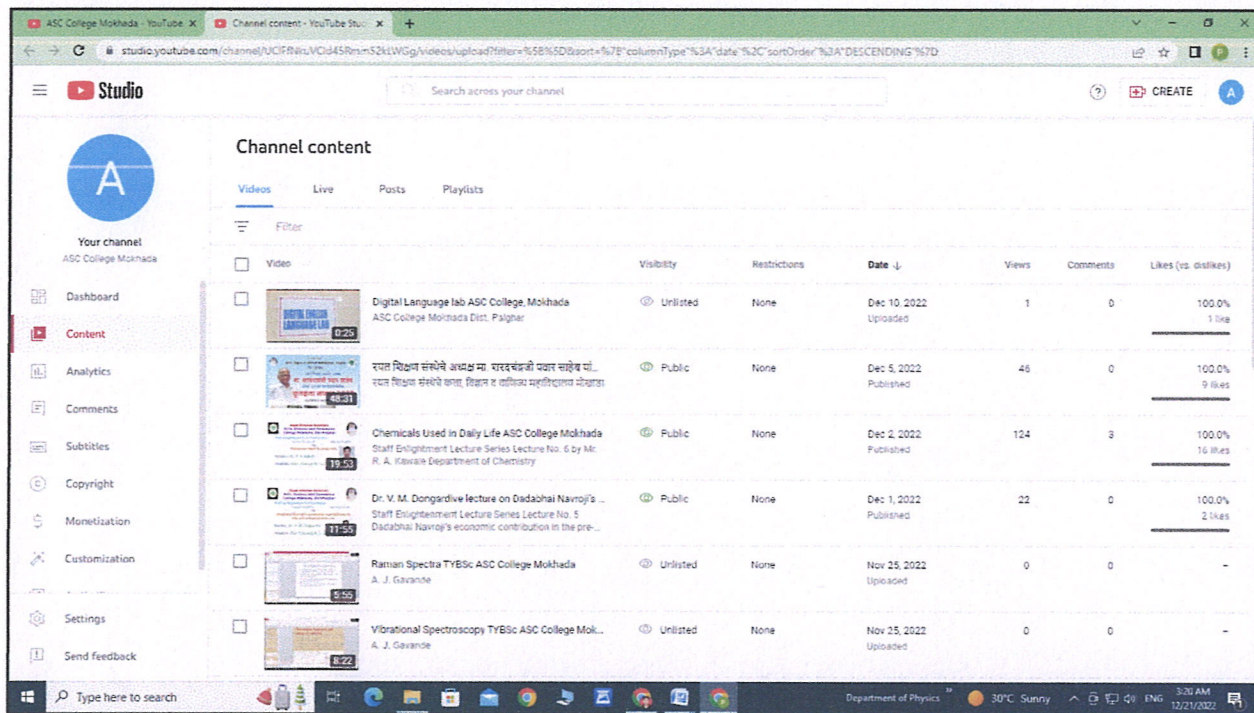 ASC College Mokhada - YouTube
Channel content - YouTube Stu
Studio
Search across your channel
CREATE
A
A
Your channel
ASC College Mokhada
Dashboard
Content
Analytics
Comments
Subtitles
Copyright
Monetization
Customization
Settings
Send feedback
Channel content
Videos Live Posts Playlists
Filter
Video Visibility Restrictions Date ↓ Views Comments Likes (vs. dislikes)
DIGITAL ENGLISH
LANGUAGE LAB
0:25
Digital Language lab ASC College, Mokhada Unlisted None Dec 10, 2022 1 0 100.0%
ASC College Mokhada Dist. Palghar Uploaded 1 like
48:31
रयत शिक्षण संस्थेचे अध्यक्ष मा. शरदचंद्रजी पवार साहेब यां... Public None Dec 5, 2022 46 0 100.0%
रयत शिक्षण संस्थेचे कला, विज्ञान व वाणिज्य महाविद्यालय मोखाडा Published 9 likes
19:53
Chemicals Used in Daily Life ASC College Mokhada Public None Dec 2, 2022 124 3 100.0%
Staff Enlightment Lecture Series Lecture No. 6 by Mr. Published 16 likes
R. A. Kawale Department of Chemistry
11:55
Dr. V. M. Dongardive lecture on Dadabhai Navroji's ... Public None Dec 1, 2022 22 0 100.0%
Staff Enlightenment Lecture Series Lecture No. 5 Published 2 likes
Dadabhai Navroji's economic contribution in the pre-...
5:55
Raman Spectra TYBSc ASC College Mokhada Unlisted None Nov 25, 2022 0 0 –
A. J. Gavande Uploaded
8:22
Vibrational Spectroscopy TYBSc ASC College Mok... Unlisted None Nov 25, 2022 0 0 –
A. J. Gavande Uploaded
Type here to search
Department of Physics
30°C Sunny
ENG
3:20 AM
12/21/2022